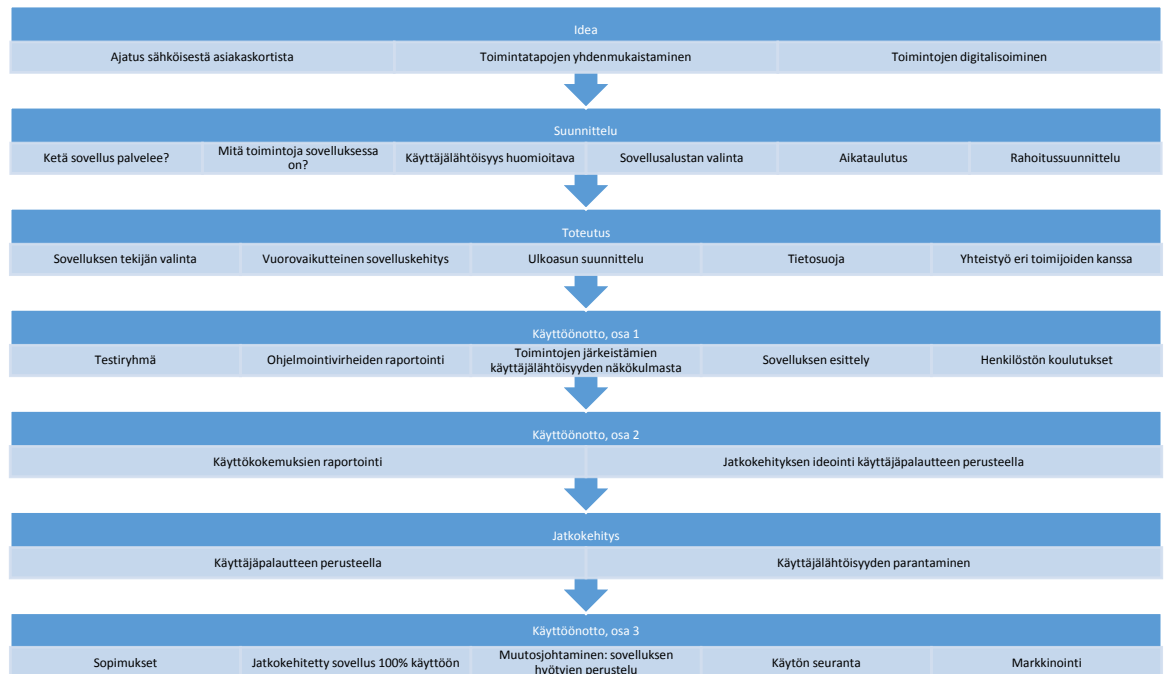 Idea
Ajatus sähköisestä asiakaskortista
Toimintatapojen yhdenmukaistaminen
Toimintojen digitalisoiminen
Suunnittelu
Ketä sovellus palvelee?
Mitä toimintoja sovelluksessa
on?
Käyttäjälähtöisyys huomioitava
Sovellusalustan valinta
Aikataulutus
Rahoitussuunnittelu
Toteutus
Sovelluksen tekijän valinta
Vuorovaikutteinen sovelluskehitys
Ulkoasun suunnittelu
Tietosuoja
Yhteistyö eri toimijoiden kanssa
Käyttöönotto, osa 1
Testiryhmä
Ohjelmointivirheiden raportointi
Toimintojen järkeistämien
käyttäjälähtöisyyden näkökulmasta
Sovelluksen esittely
Henkilöstön koulutukset
Käyttöönotto, osa 2
Käyttökokemuksien raportointi
Jatkokehityksen ideointi käyttäjäpalautteen perusteella
Jatkokehitys
Käyttäjäpalautteen perusteella
Käyttäjälähtöisyyden parantaminen
Käyttöönotto, osa 3
Sopimukset
Jatkokehitetty sovellus 100% käyttöön
Muutosjohtaminen: sovelluksen
hyötyjen perustelu
Käytön seuranta
Markkinointi